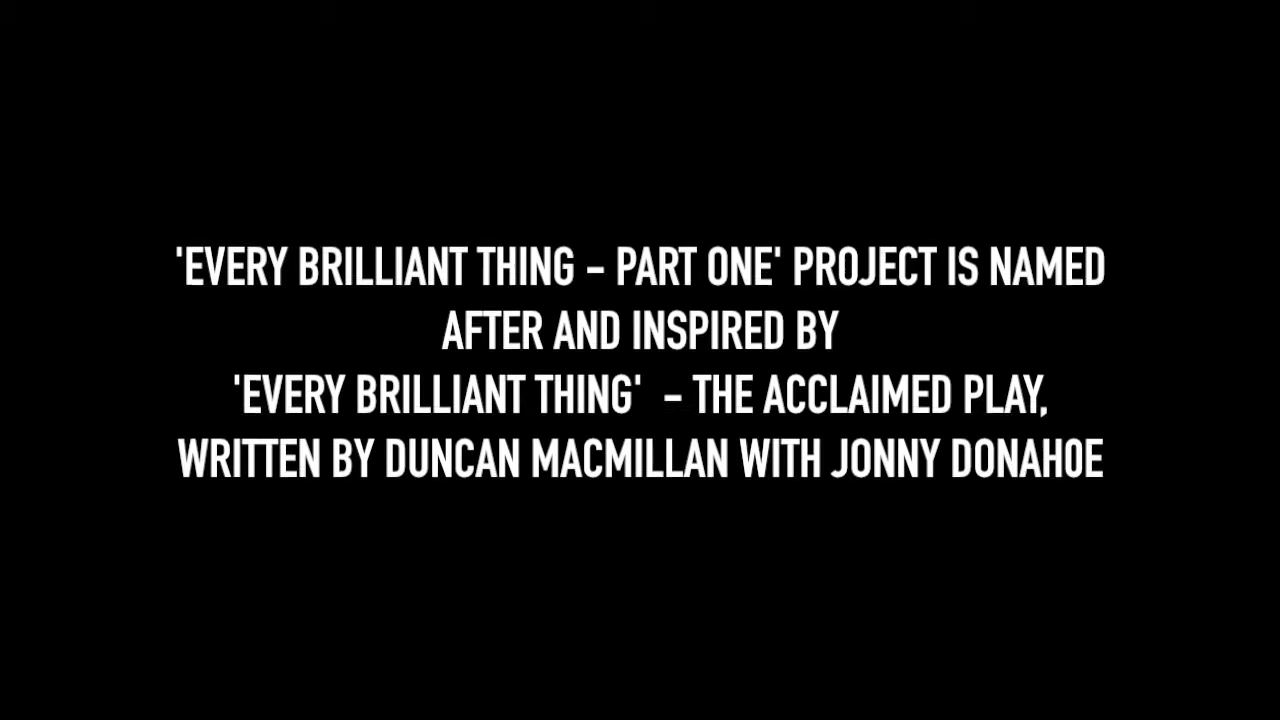 'EVERY BRILLIANT THING - PART ONE' PROJECT IS NAMED
AFTER AND INSPIRED BY
'EVERY BRILLIANT THING'  - THE ACCLAIMED PLAY,
WRITTEN BY DUNCAN MACMILLAN WITH JONNY DONAHOE